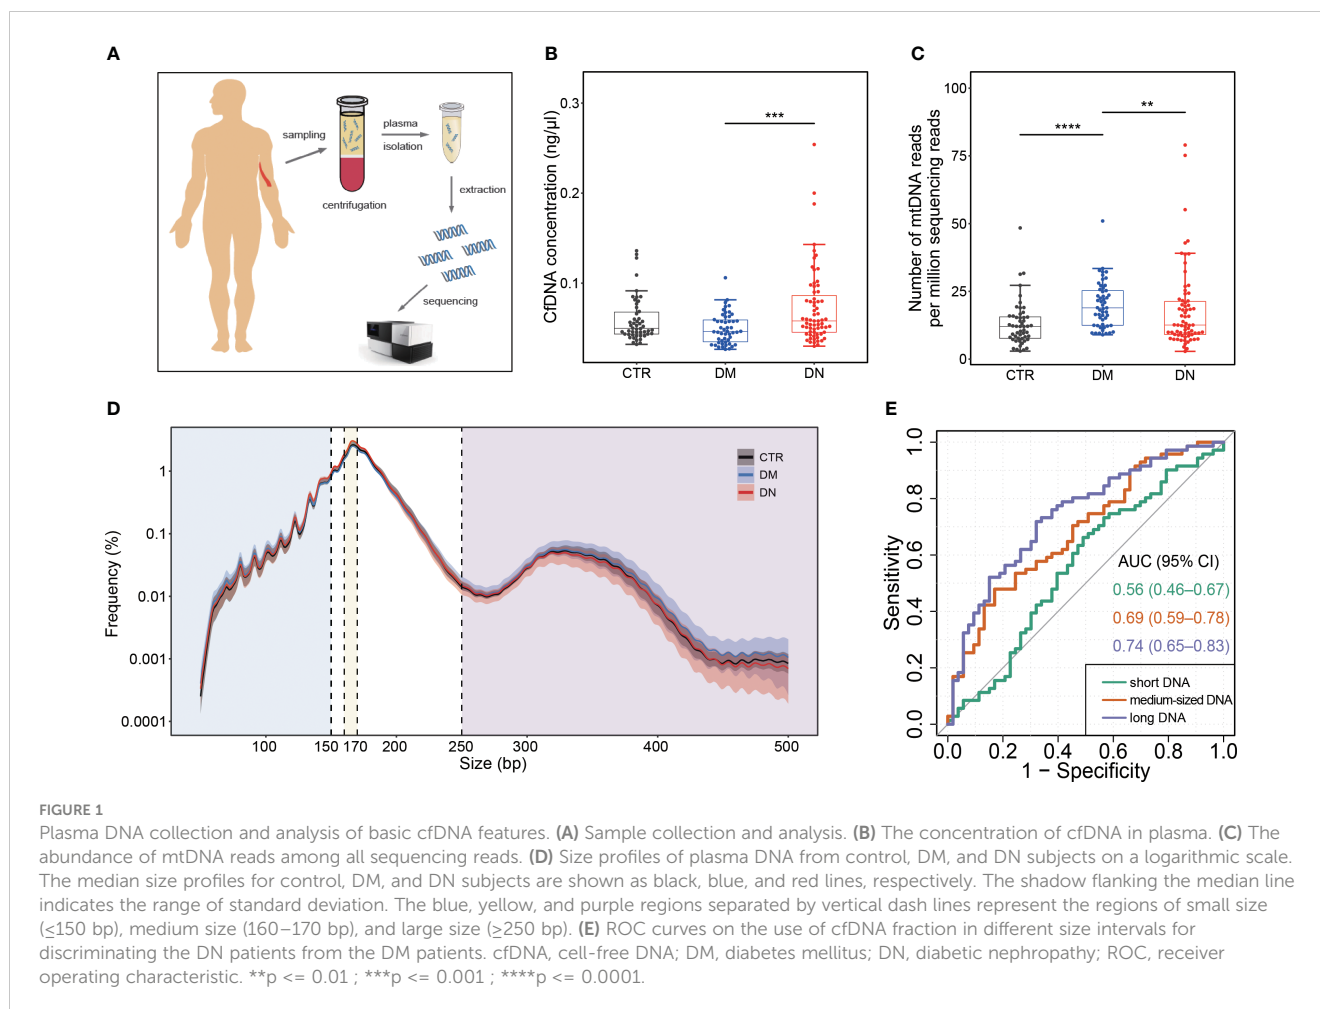 A
sampling
plasma
isolation
centrifugation
extraction
sequencing
B
CfDNA concentration (ng/µl)
0.3
0.2
0.1
***
CTR DM DN
C
Number of mtDNA reads
per million sequencing reads
100
75
50
25
0
****
**
CTR DM DN
D
Frequency (%)
1
0.1
0.01
0.001
0.0001
CTR
DM
DN
100 150 170 200 250 300 400 500
Size (bp)
E
Sensitivity
1.0
0.8
0.6
0.4
0.2
0.0
AUC (95% CI)
0.56 (0.46–0.67)
0.69 (0.59–0.78)
0.74 (0.65–0.83)
short DNA
medium-sized DNA
long DNA
0.0 0.2 0.4 0.6 0.8 1.0
1 − Specificity
FIGURE 1
Plasma DNA collection and analysis of basic cfDNA features. (A) Sample collection and analysis. (B) The concentration of cfDNA in plasma. (C) The
abundance of mtDNA reads among all sequencing reads. (D) Size profiles of plasma DNA from control, DM, and DN subjects on a logarithmic scale.
The median size profiles for control, DM, and DN subjects are shown as black, blue, and red lines, respectively. The shadow flanking the median line
indicates the range of standard deviation. The blue, yellow, and purple regions separated by vertical dash lines represent the regions of small size
(≤150 bp), medium size (160–170 bp), and large size (≥250 bp). (E) ROC curves on the use of cfDNA fraction in different size intervals for
discriminating the DN patients from the DM patients. cfDNA, cell-free DNA; DM, diabetes mellitus; DN, diabetic nephropathy; ROC, receiver
operating characteristic. **p <= 0.01 ; ***p <= 0.001 ; ****p <= 0.0001.